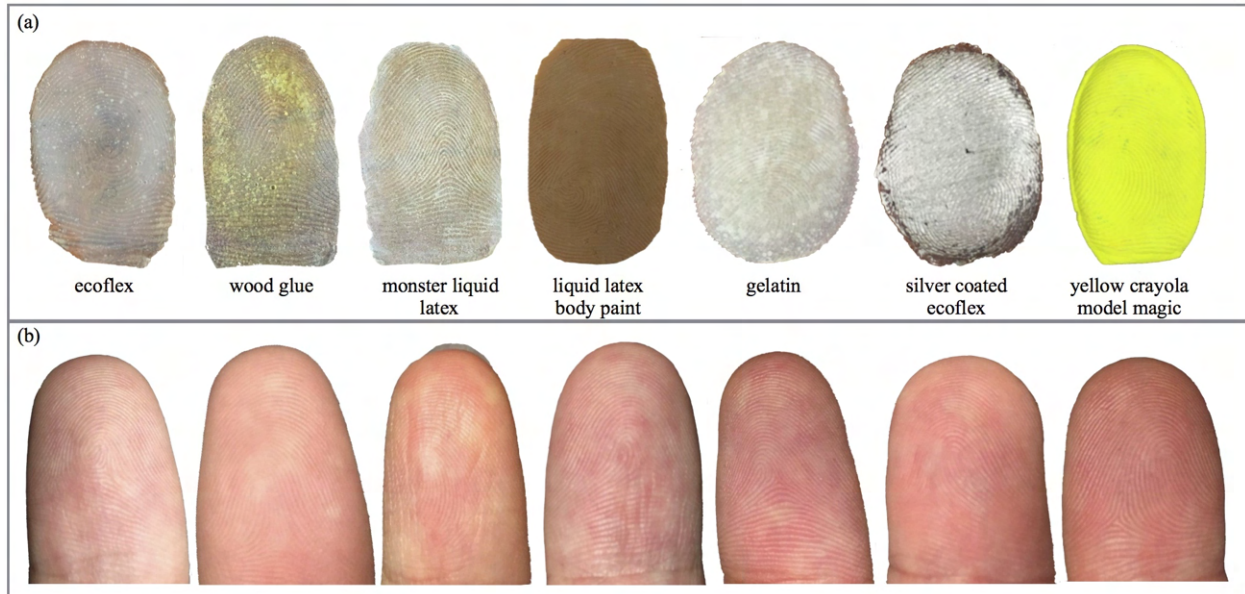 (a)
ecoflex
wood glue
monster liquid
latex
liquid latex
body paint
gelatin
silver coated
ecoflex
yellow crayola
model magic
(b)